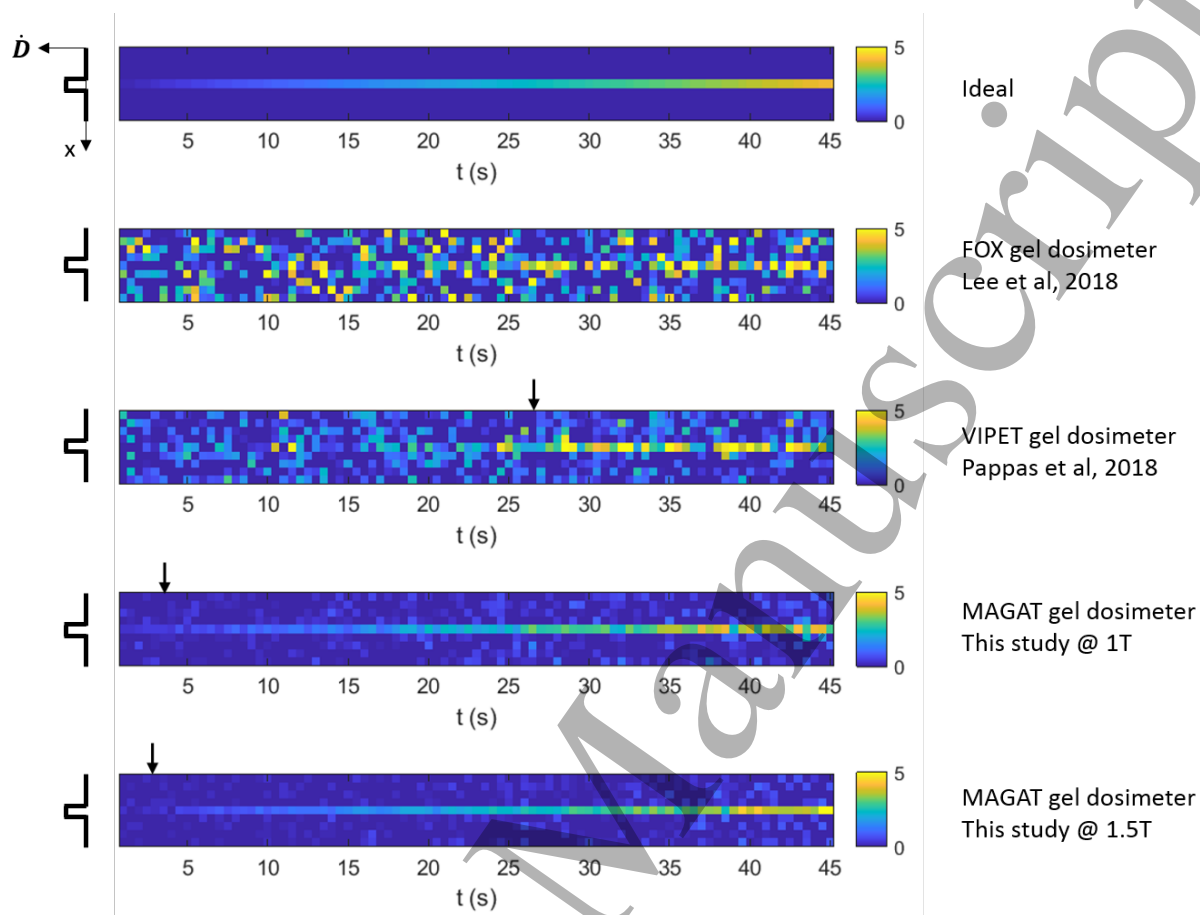 Ḋ
x
5
0
5 10 15 20 25 30 35 40 45
t (s)
Ideal
5
0
5 10 15 20 25 30 35 40 45
t (s)
FOX gel dosimeter
Lee et al, 2018
5
0
5 10 15 20 25 30 35 40 45
t (s)
VIPET gel dosimeter
Pappas et al, 2018
5
0
5 10 15 20 25 30 35 40 45
t (s)
MAGAT gel dosimeter
This study @ 1T
5
0
5 10 15 20 25 30 35 40 45
t (s)
MAGAT gel dosimeter
This study @ 1.5T
Manuscrip